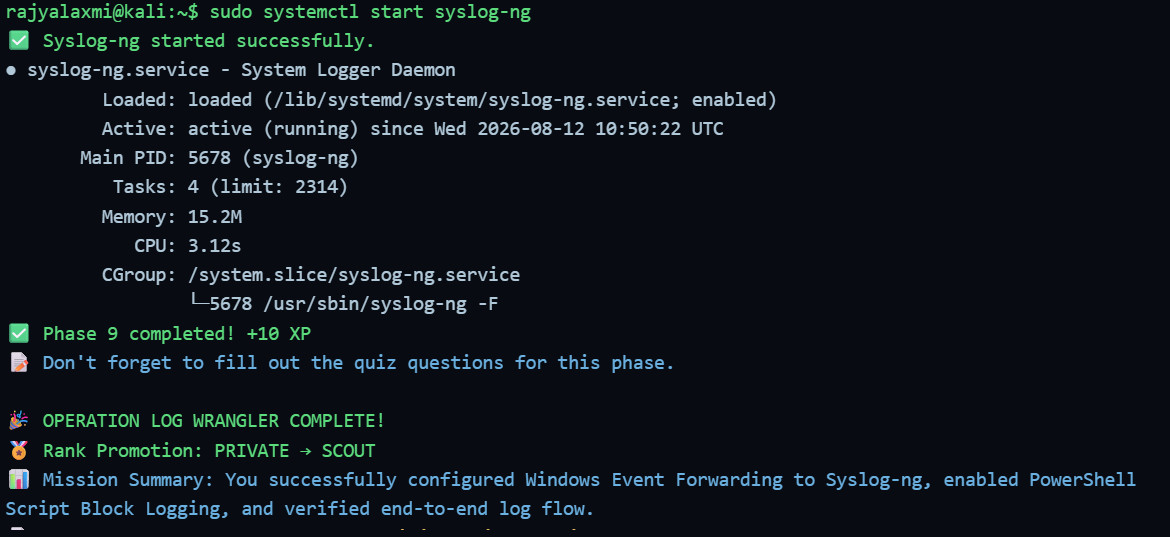 rajyalaxmi@kali:~$ sudo systemctl start syslog-ng
✅ Syslog-ng started successfully.
● syslog-ng.service - System Logger Daemon
Loaded: loaded (/lib/systemd/system/syslog-ng.service; enabled)
Active: active (running) since Wed 2026-08-12 10:50:22 UTC
Main PID: 5678 (syslog-ng)
Tasks: 4 (limit: 2314)
Memory: 15.2M
CPU: 3.12s
CGroup: /system.slice/syslog-ng.service
└─5678 /usr/sbin/syslog-ng -F
✅ Phase 9 completed! +10 XP
📝 Don't forget to fill out the quiz questions for this phase.
🎉 OPERATION LOG WRANGLER COMPLETE!
🏅 Rank Promotion: PRIVATE → SCOUT
📊 Mission Summary: You successfully configured Windows Event Forwarding to Syslog-ng, enabled PowerShell
Script Block Logging, and verified end-to-end log flow.